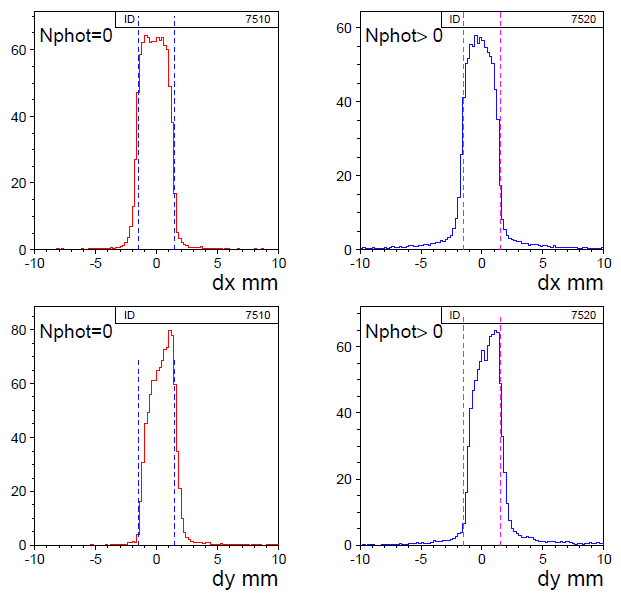 ID 7510
Nphot=0
60
40
20
0
-10 -5 0 5 10
dx mm
ID 7520
Nphot> 0
60
40
20
0
-10 -5 0 5 10
dx mm
ID 7510
Nphot=0
80
60
40
20
0
-10 -5 0 5 10
dy mm
ID 7520
Nphot> 0
60
40
20
0
-10 -5 0 5 10
dy mm